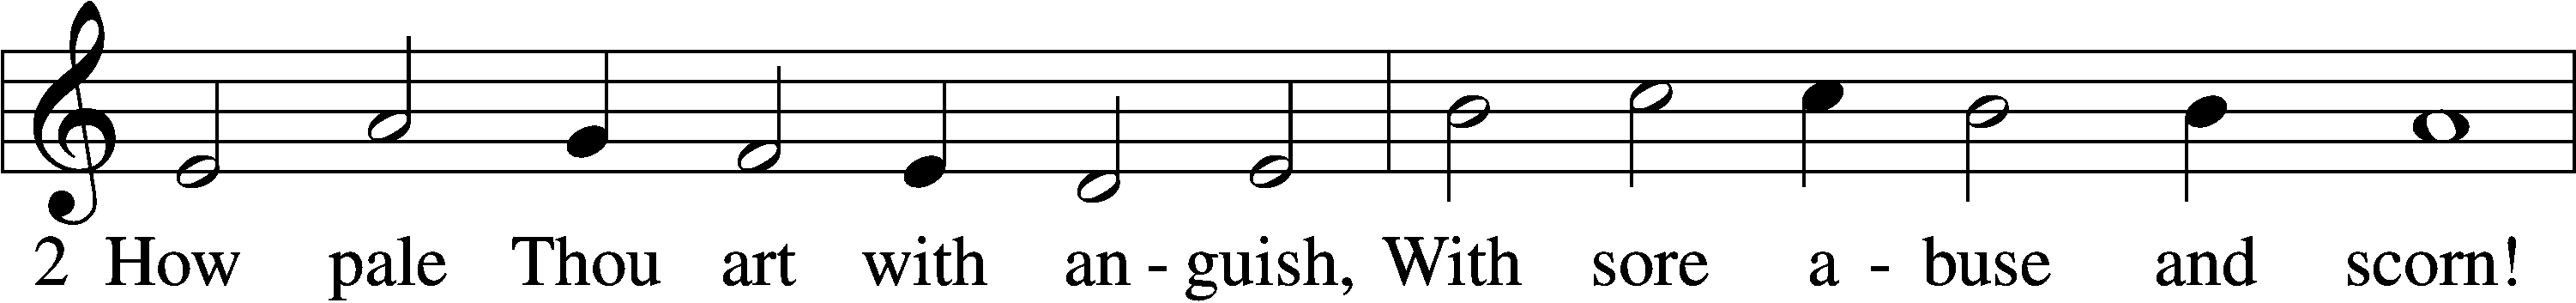 2 How pale Thou art with an - guish, With sore a - buse and scorn!